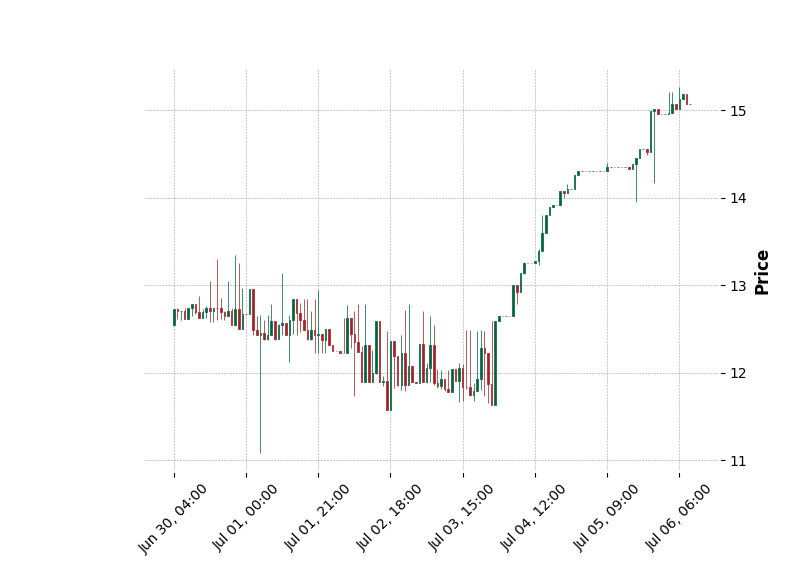 15
14
13
12
11
Price
Jun 30, 04:00
Jul 01, 00:00
Jul 01, 21:00
Jul 02, 18:00
Jul 03, 15:00
Jul 04, 12:00
Jul 05, 09:00
Jul 06, 06:00